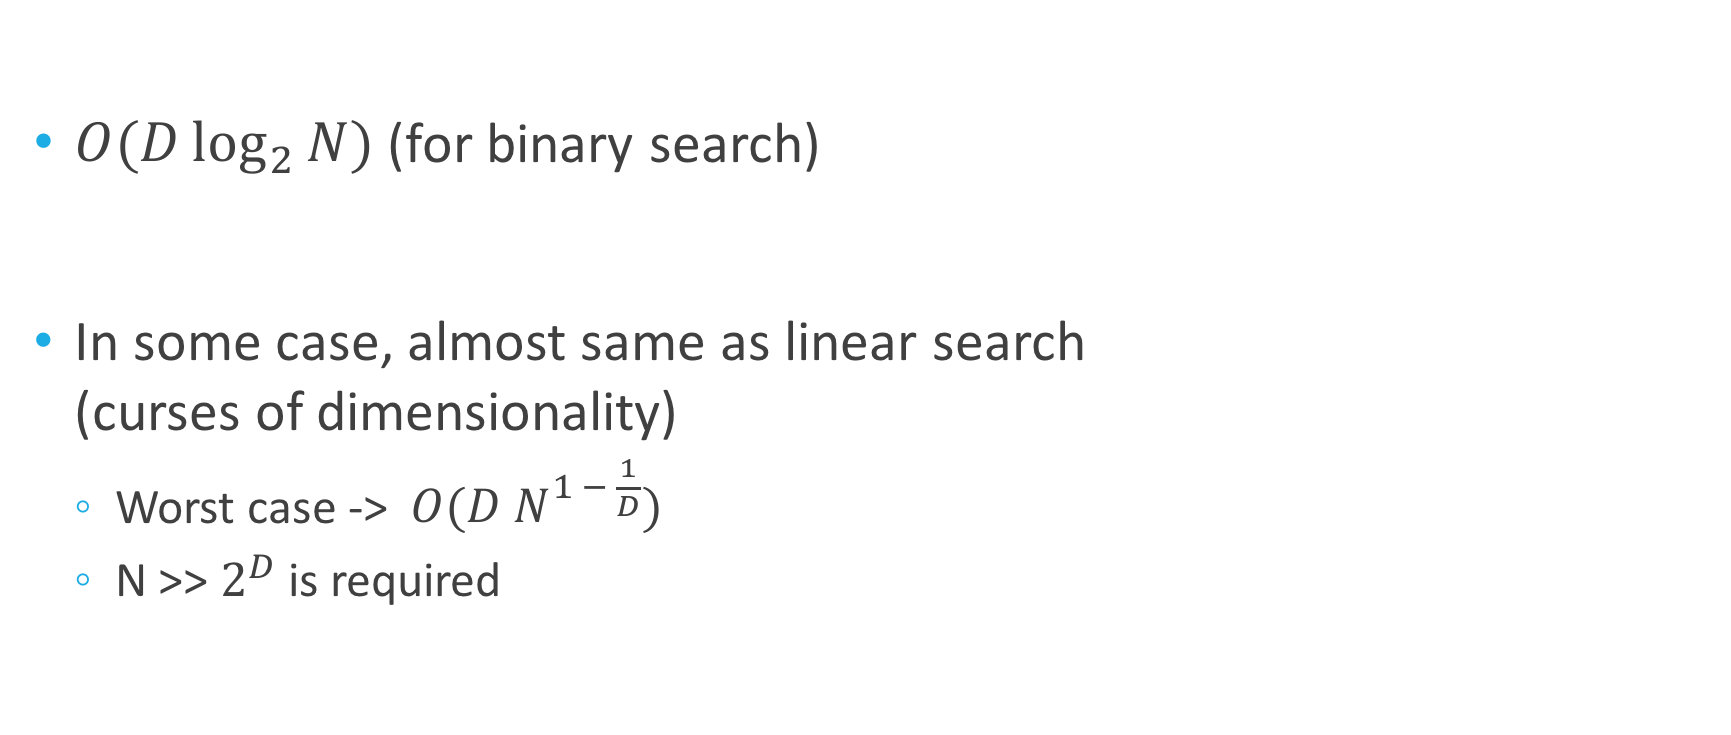 • O(D log₂ N) (for binary search)
• In some case, almost same as linear search
(curses of dimensionality)
◦ Worst case -> O(D N^{1 − \frac{1}{D}})
◦ N >> 2^D is required